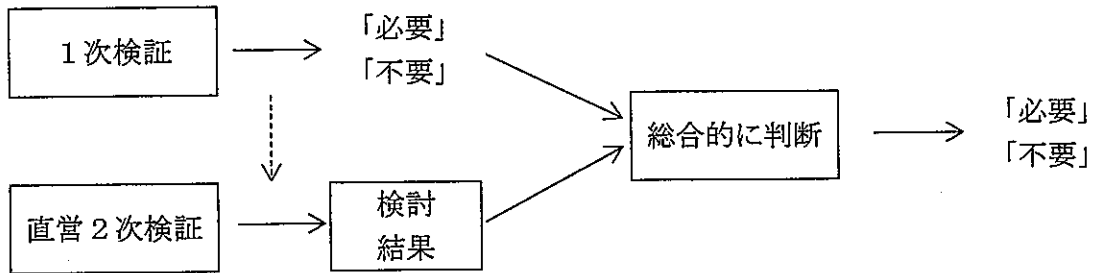 1次検証
「必要」
「不要」
総合的に判断
「必要」
「不要」
直営2次検証
検討
結果